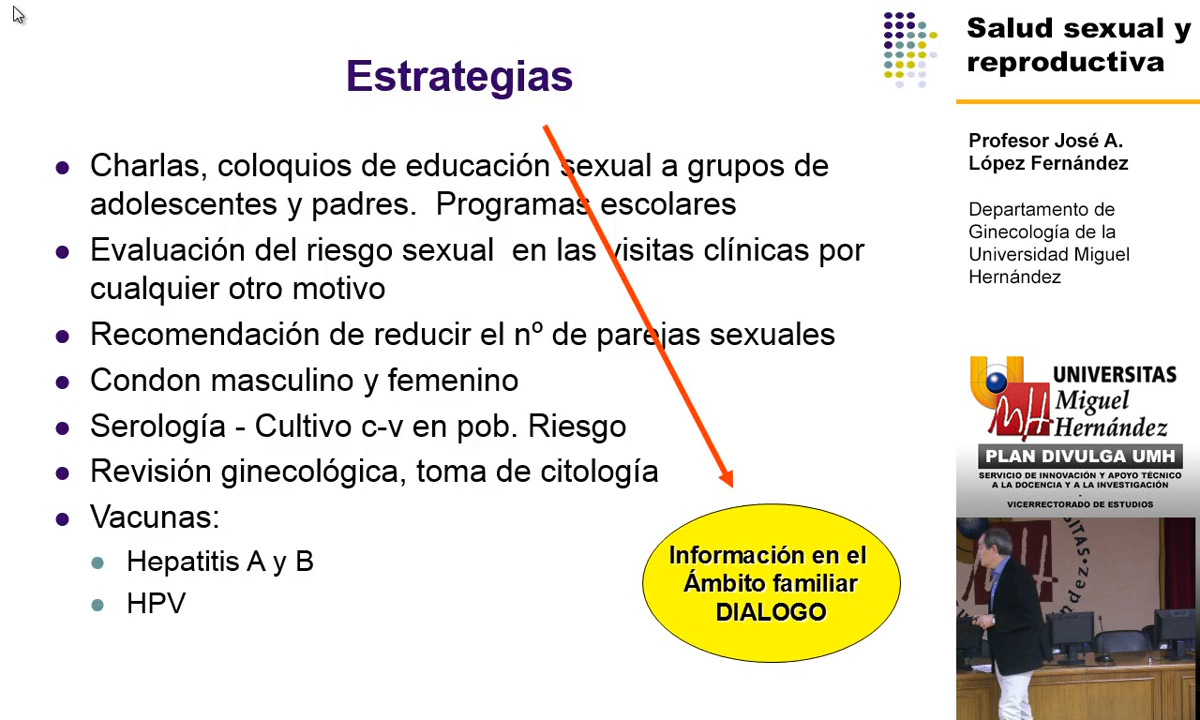 Estrategias
Charlas, coloquios de educación sexual a grupos de
adolescentes y padres.  Programas escolares
Evaluación del riesgo sexual  en las visitas clínicas por
cualquier otro motivo
Recomendación de reducir el nº de parejas sexuales
Condon masculino y femenino
Serología - Cultivo c-v en pob. Riesgo
Revisión ginecológica, toma de citología
Vacunas:
Hepatitis A y B
HPV
Información en el
Ámbito familiar
DIALOGO
Salud sexual y
reproductiva
Profesor José A.
López Fernández
Departamento de
Ginecología de la
Universidad Miguel
Hernández
UNIVERSITAS
Miguel
Hernández
PLAN DIVULGA UMH
SERVICIO DE INNOVACIÓN Y APOYO TÉCNICO
A LA DOCENCIA Y A LA INVESTIGACIÓN
-
VICERRECTORADO DE ESTUDIOS